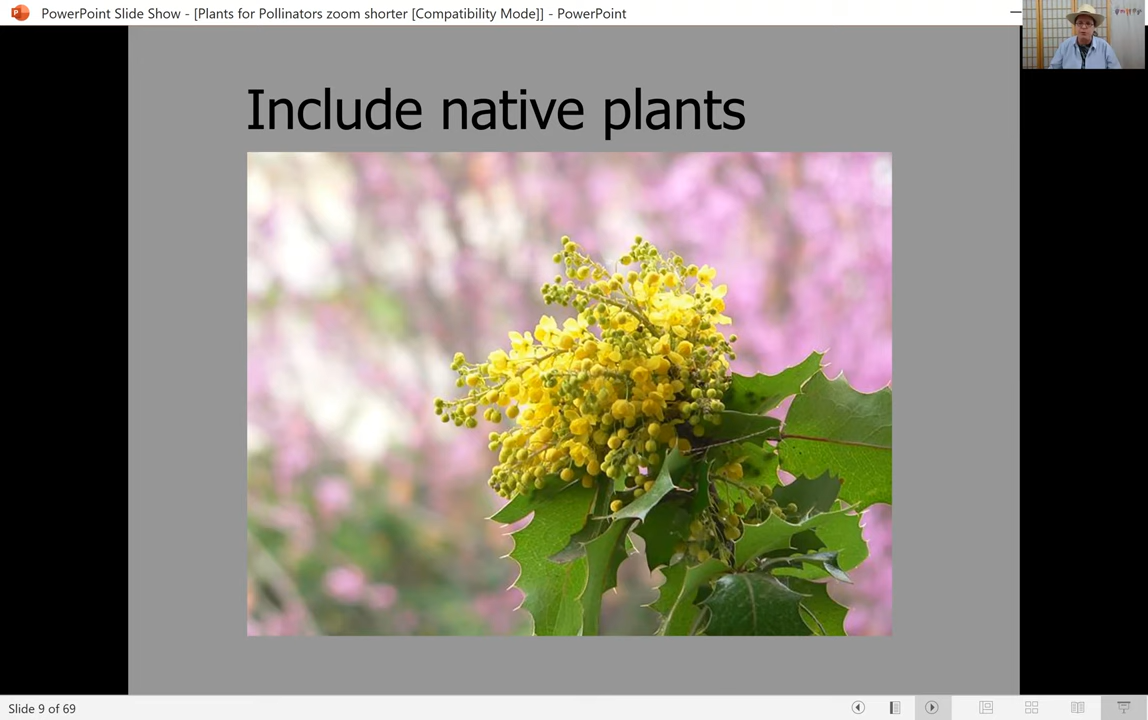 PowerPoint Slide Show - [Plants for Pollinators zoom shorter [Compatibility Mode]] - PowerPoint
Include native plants
Slide 9 of 69